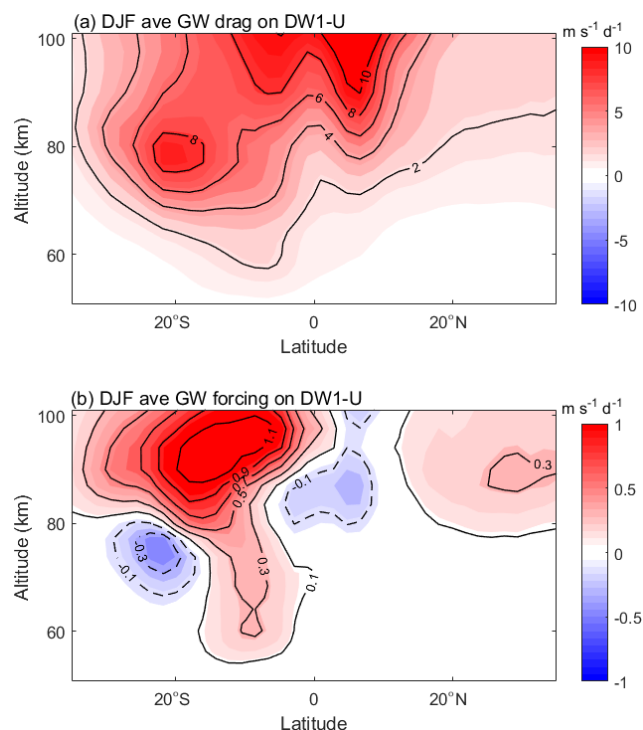 (a) DJF ave GW drag on DW1-U
m s⁻¹ d⁻¹
100
80
60
Altitude (km)
20°S
0
20°N
Latitude
8
6
8
10
4
2
10
5
0
-5
-10
(b) DJF ave GW forcing on DW1-U
m s⁻¹ d⁻¹
100
80
60
Altitude (km)
20°S
0
20°N
Latitude
1.1
0.9
0.7
0.5
0.3
0.1
-0.1
-0.3
-0.1
0.3
1
0.5
0
-0.5
-1